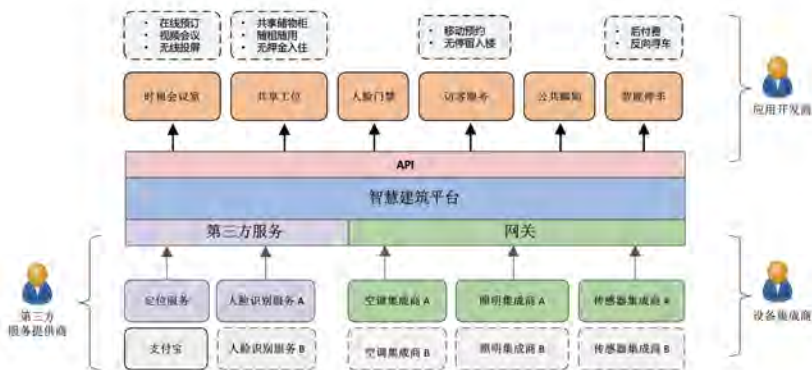 • 在线预订
• 视频会议
• 无线投屏
• 共享储物柜
• 随租随用
• 无押金入住
• 移动预约
• 无停留入楼
• 后付费
• 反向寻车
时租会议室
共享工位
人脸门禁
访客服务
公共
智能停车
应用开发商
API
智慧建筑平台
第三方服务
网关
定位服务
人脸识别服务 A
空调集成商 A
照明集成商 A
传感器集成商
支付宝
人脸识别服务 B
空调集成商 B
照明集成商 B
传感器集成商 B
第三方
服务提供商
设备集成商